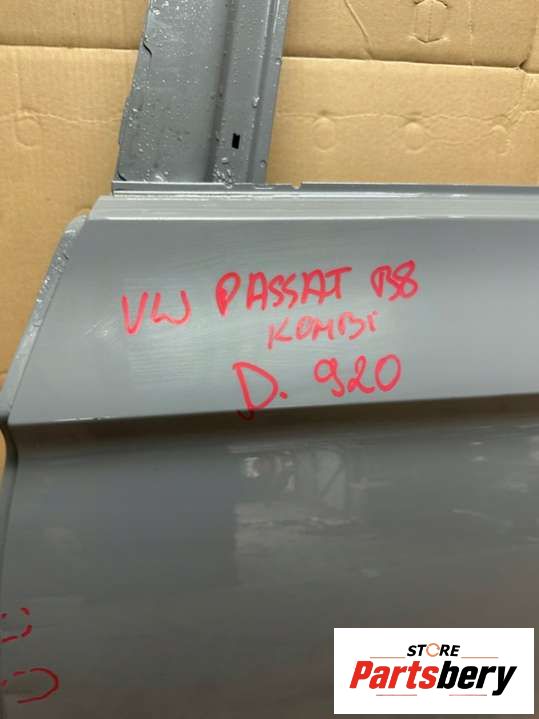 VW PASSAT B8
KOMBI
D. 920
STORE
Partsbery